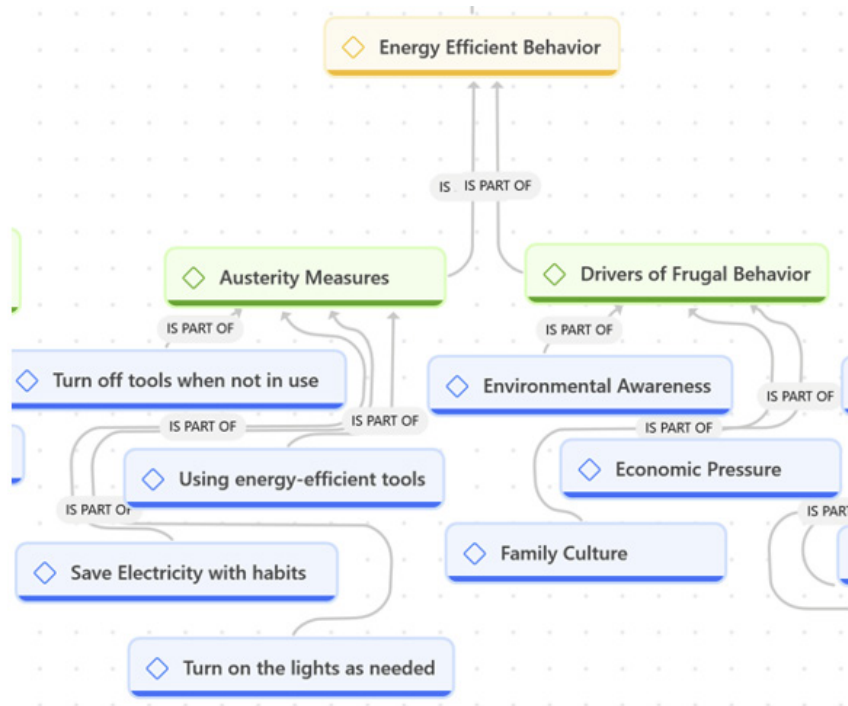 Energy Efficient Behavior
IS IS PART OF
Austerity Measures
Drivers of Frugal Behavior
IS PART OF
IS PART OF
Turn off tools when not in use
Environmental Awareness
IS PART OF
IS PART OF
IS PART OF
IS PART OF
Using energy-efficient tools
Economic Pressure
IS PART OF
IS PART
Save Electricity with habits
Family Culture
Turn on the lights as needed